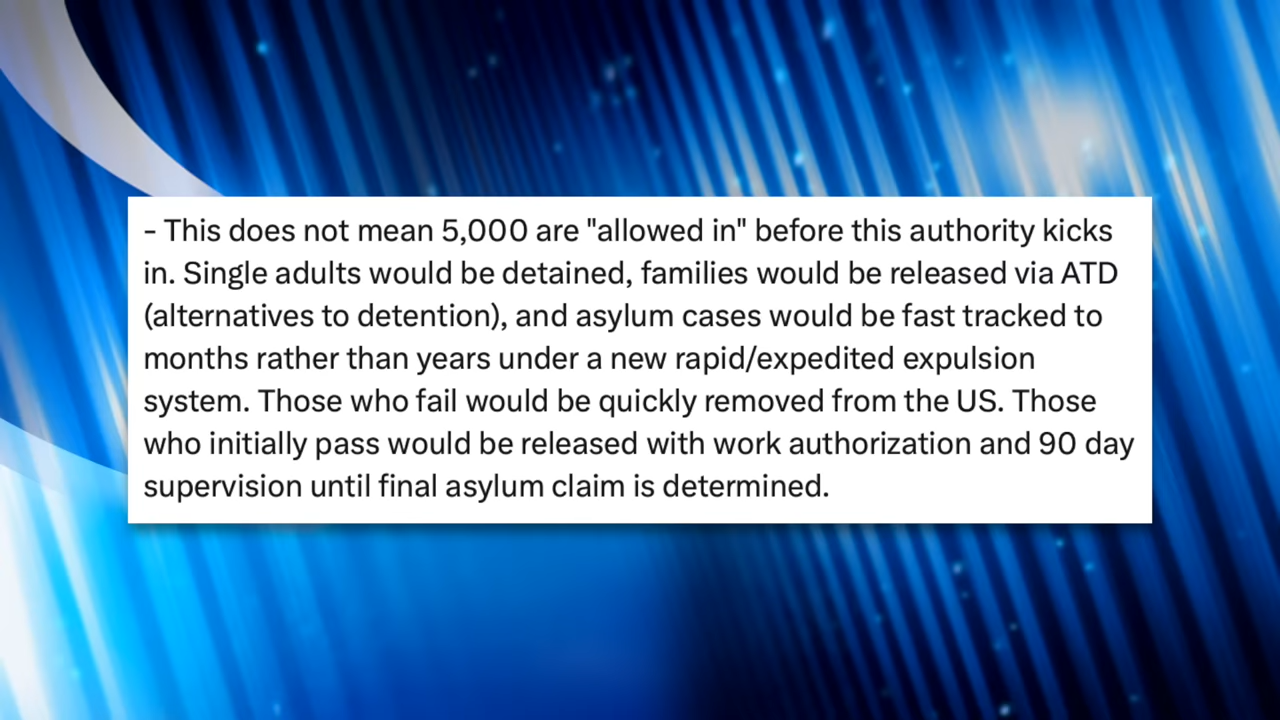 - This does not mean 5,000 are "allowed in" before this authority kicks
in. Single adults would be detained, families would be released via ATD
(alternatives to detention), and asylum cases would be fast tracked to
months rather than years under a new rapid/expedited expulsion
system. Those who fail would be quickly removed from the US. Those
who initially pass would be released with work authorization and 90 day
supervision until final asylum claim is determined.